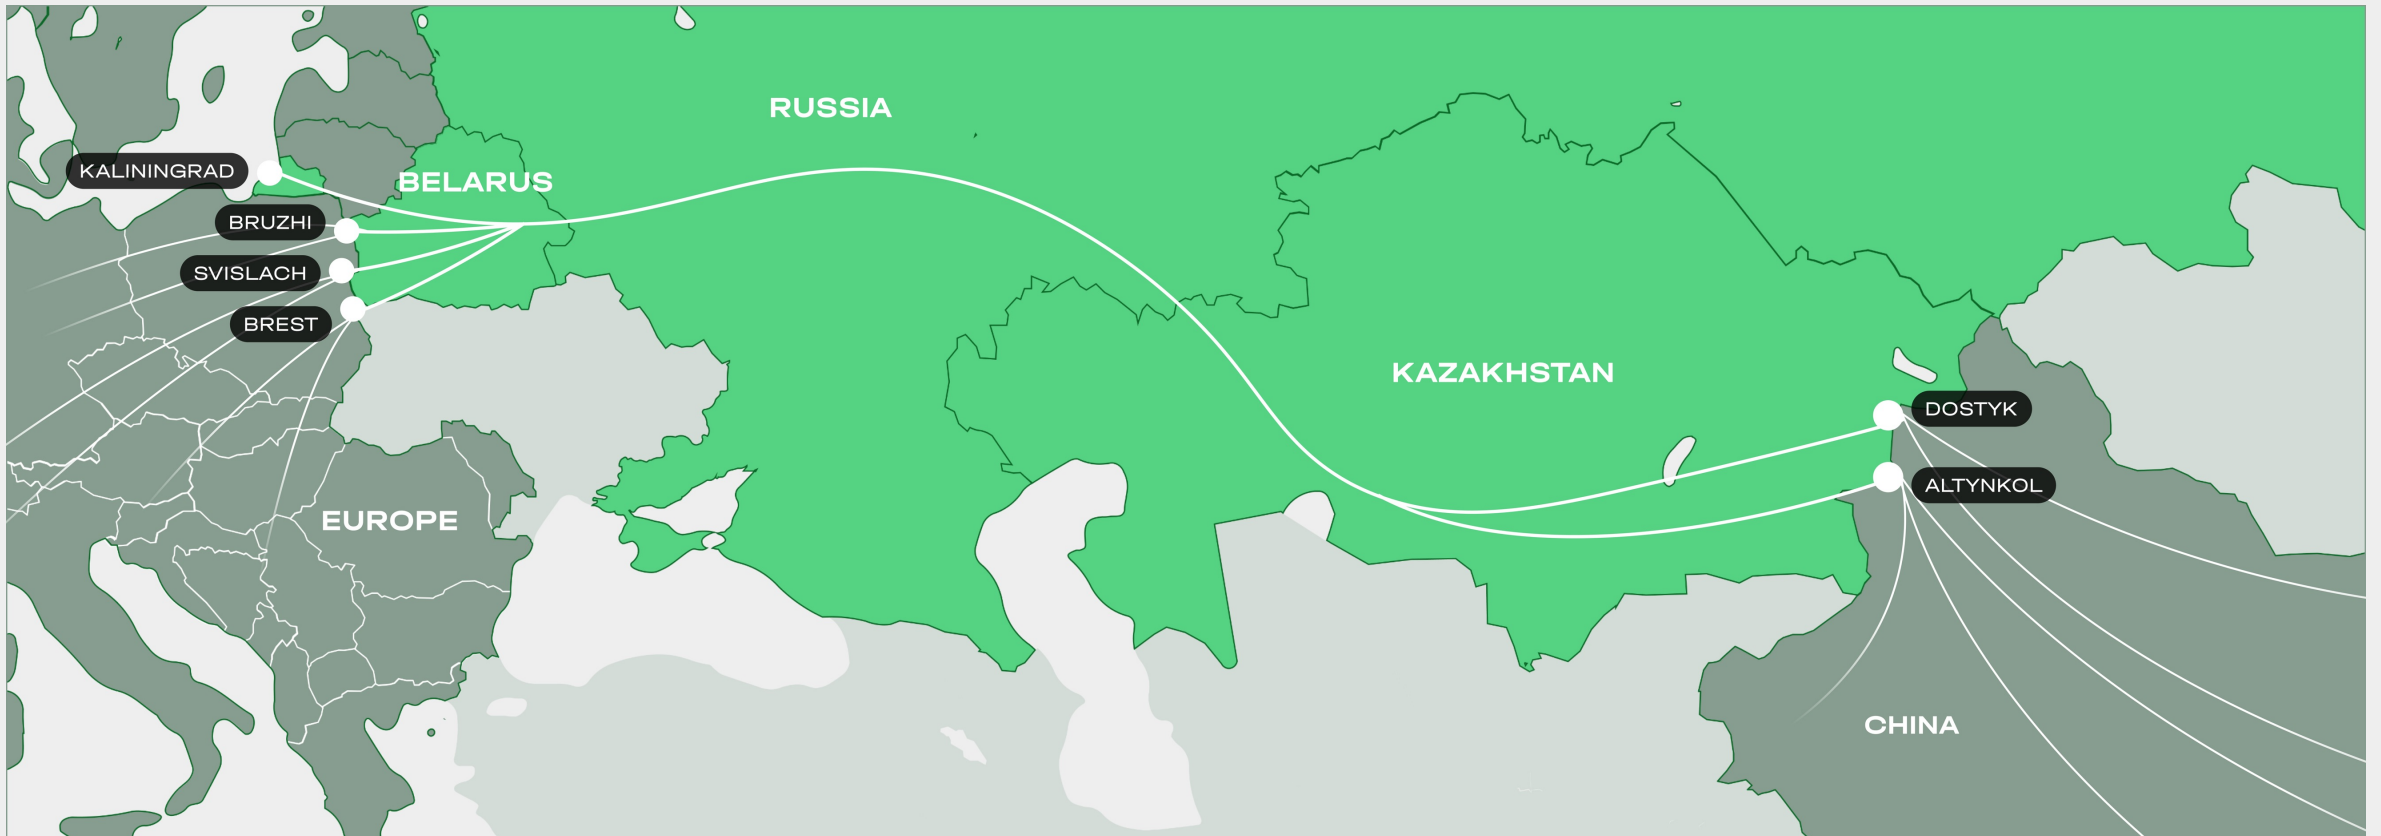 RUSSIA
KALININGRAD
BELARUS
BRUZHI
SVISLACH
BREST
KAZAKHSTAN
DOSTYK
ALTYNKOL
EUROPE
CHINA